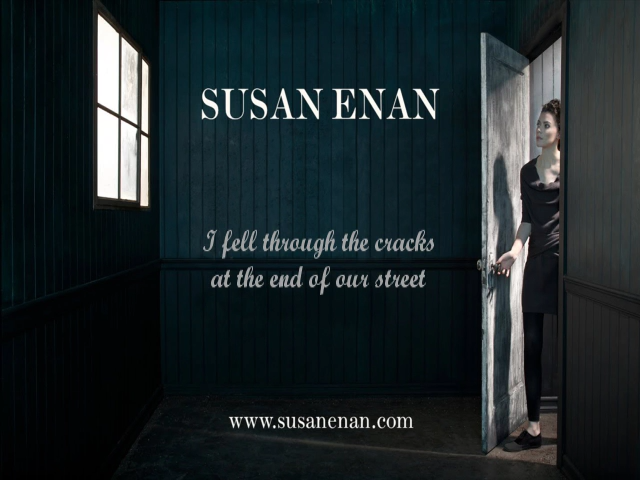 SUSAN ENAN
I fell through the cracks
at the end of our street
www.susanenan.com